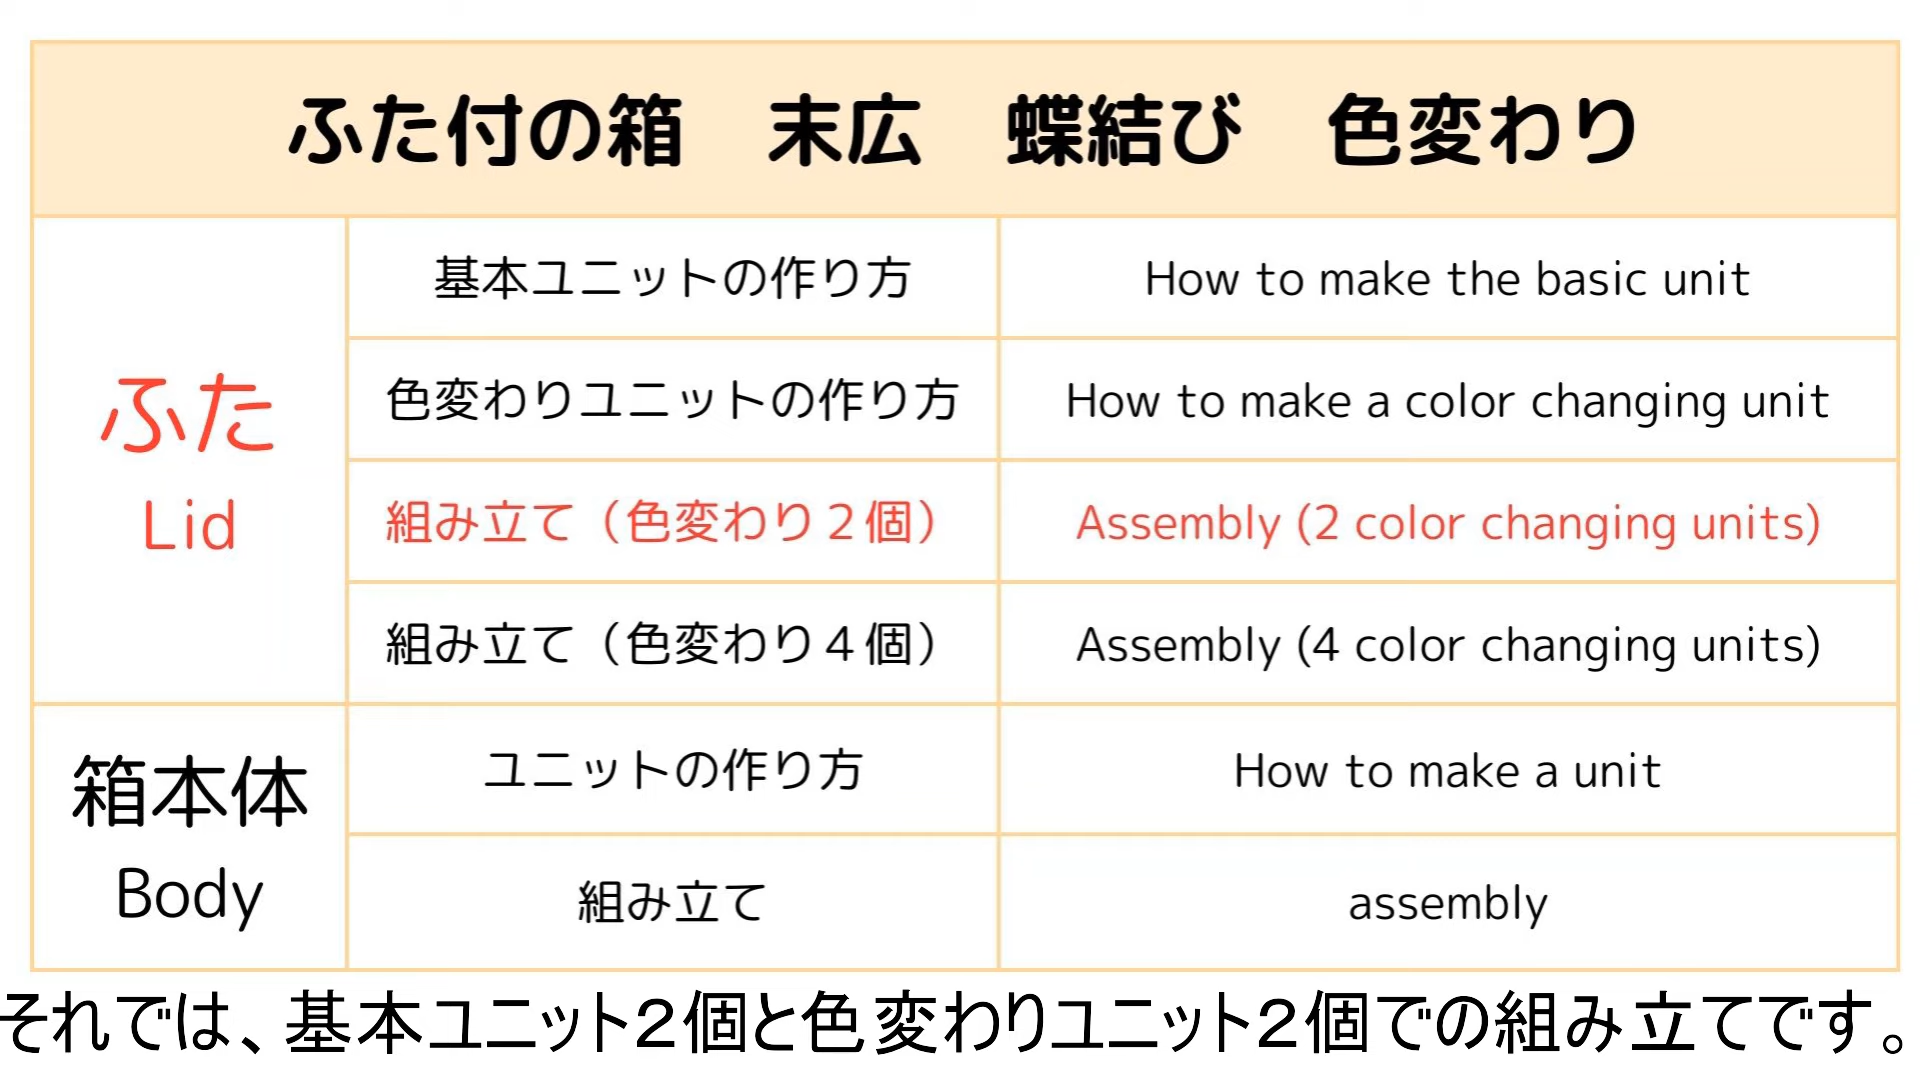 ふた付の箱　末広　蝶結び　色変わり
ふた
Lid
基本ユニットの作り方
How to make the basic unit
色変わりユニットの作り方
How to make a color changing unit
組み立て（色変わり２個）
Assembly (2 color changing units)
組み立て（色変わり４個）
Assembly (4 color changing units)
箱本体
Body
ユニットの作り方
How to make a unit
組み立て
assembly
それでは、基本ユニット２個と色変わりユニット２個での組み立てです。